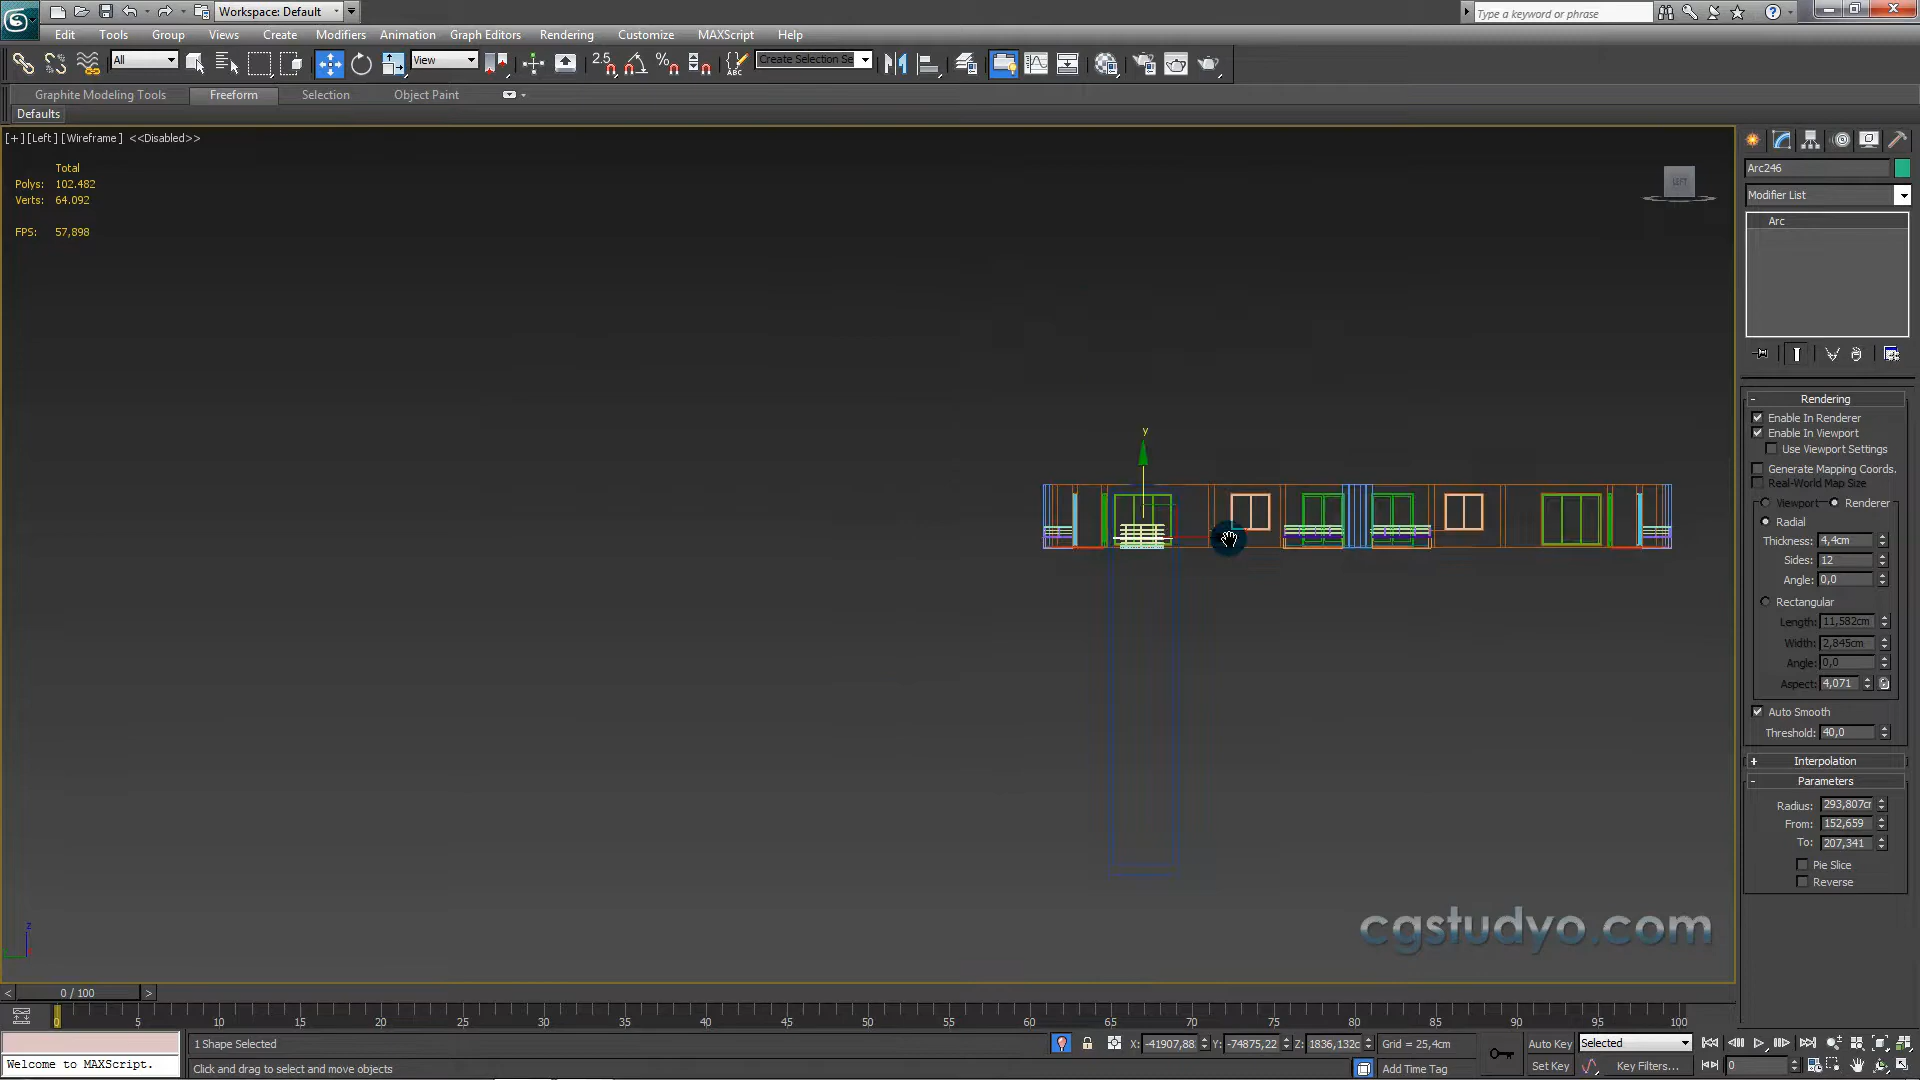 Workspace: Default
Type a keyword or phrase
Edit Tools Group Views Create Modifiers Animation Graph Editors Rendering Customize MAXScript Help
All
View
2.5
Create Selection Se
Graphite Modeling Tools Freeform Selection Object Paint
Defaults
[+] [Left] [Wireframe] <<Disabled>>
Total
Polys: 102.482
Verts: 64.092
FPS: 57,898
LEFT
y
z
cgstudyo.com
Arc246
Modifier List
Arc
Rendering
Enable In Renderer
Enable In Viewport
Use Viewport Settings
Generate Mapping Coords.
Real-World Map Size
Viewport Renderer
Radial
Thickness: 4,4cm
Sides: 12
Angle: 0,0
Rectangular
Length: 11,582cm
Width: 2,845cm
Angle: 0,0
Aspect: 4,071
Auto Smooth
Threshold: 40,0
+ Interpolation
- Parameters
Radius: 293,807c
From: 152,659
To: 207,341
Pie Slice
Reverse
< 0 / 100 >
5 10 15 20 25 30 35 40 45 50 55 60 65 70 75 80 85 90 95 100
1 Shape Selected
X: -41907,88 Y: -74875,22 Z: 1836,132c Grid = 25,4cm
Auto Key Selected
Welcome to MAXScript.
Click and drag to select and move objects
Add Time Tag
Set Key Key Filters... 0